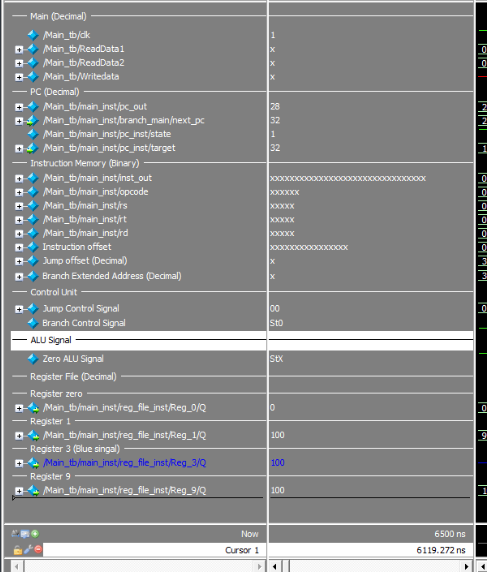 Main (Decimal)
/Main_tb/clk 1
/Main_tb/ReadData1 x
/Main_tb/ReadData2 x
/Main_tb/Writedata x
PC (Decimal)
/Main_tb/main_inst/pc_out 28
/Main_tb/main_inst/branch_main/next_pc 32
/Main_tb/main_inst/pc_inst/state 1
/Main_tb/main_inst/pc_inst/target 32
Instruction Memory (Binary)
/Main_tb/main_inst/inst_out xxxxxxxxxxxxxxxxxxxxxxxxxxxxxxxx
/Main_tb/main_inst/opcode xxxxxx
/Main_tb/main_inst/rs xxxxx
/Main_tb/main_inst/rt xxxxx
/Main_tb/main_inst/rd xxxxx
Instruction offset xxxxxxxxxxxxxxxx
Jump offset (Decimal) x
Branch Extended Address (Decimal) x
Control Unit
Jump Control Signal 00
Branch Control Signal St0
ALU Signal
Zero ALU Signal StX
Register File (Decimal)
Register zero
/Main_tb/main_inst/reg_file_inst/Reg_0/Q 0
Register 1
/Main_tb/main_inst/reg_file_inst/Reg_1/Q 100
Register 3 (Blue singal)
/Main_tb/main_inst/reg_file_inst/Reg_3/Q 100
Register 9
/Main_tb/main_inst/reg_file_inst/Reg_9/Q 100
Now 6500 ns
Cursor 1 6119.272 ns